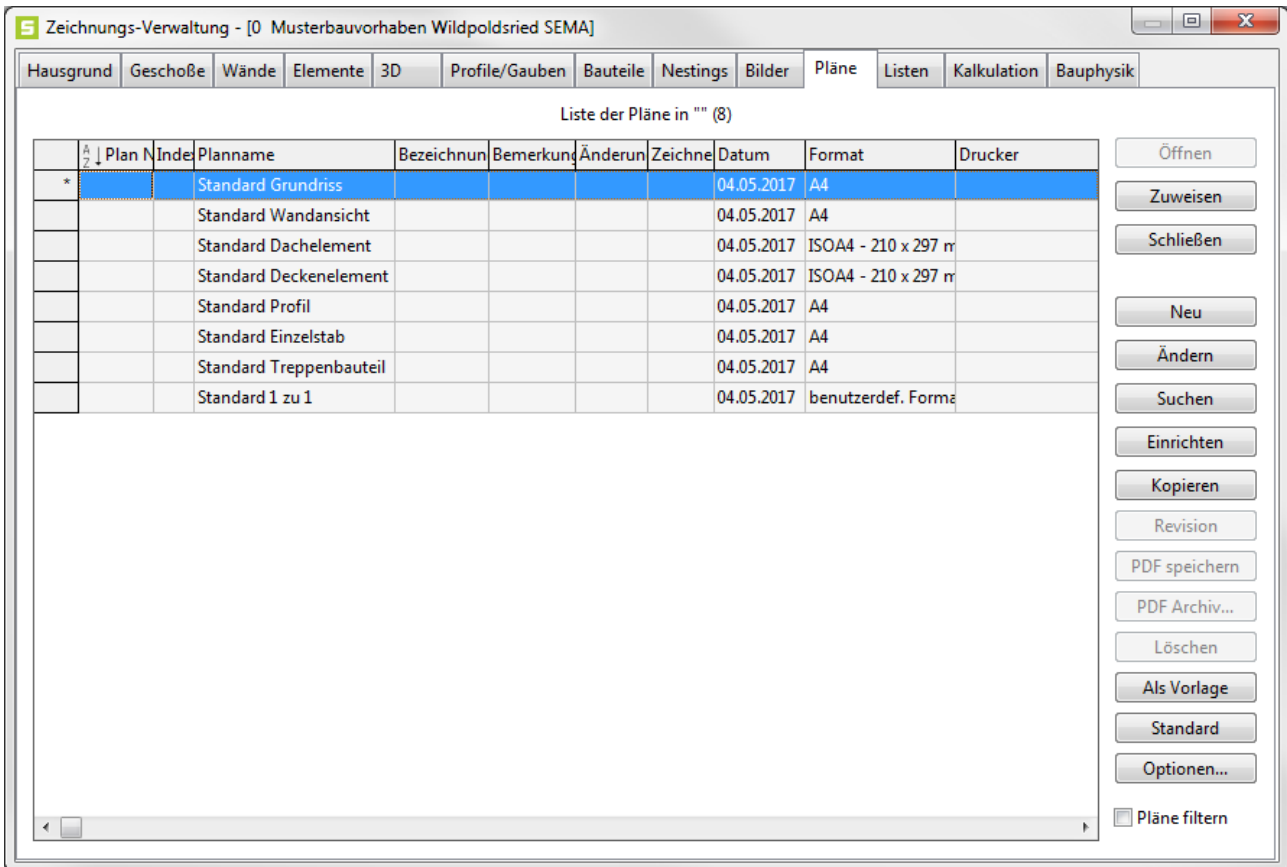 Zeichnungs-Verwaltung - [0 Musterbauvorhaben Wildpoldsried SEMA]
Hausgrund Geschoße Wände Elemente 3D Profile/Gauben Bauteile Nestings Bilder Pläne Listen Kalkulation Bauphysik
Liste der Pläne in "" (8)
Plan N Inde Planname Bezeichnun Bemerkung Änderun Zeichne Datum Format Drucker
* Standard Grundriss 04.05.2017 A4
Standard Wandansicht 04.05.2017 A4
Standard Dachelement 04.05.2017 ISOA4 - 210 x 297 m
Standard Deckenelement 04.05.2017 ISOA4 - 210 x 297 m
Standard Profil 04.05.2017 A4
Standard Einzelstab 04.05.2017 A4
Standard Treppenbauteil 04.05.2017 A4
Standard 1 zu 1 04.05.2017 benutzerdef. Forma
Öffnen
Zuweisen
Schließen
Neu
Ändern
Suchen
Einrichten
Kopieren
Revision
PDF speichern
PDF Archiv...
Löschen
Als Vorlage
Standard
Optionen...
Pläne filtern